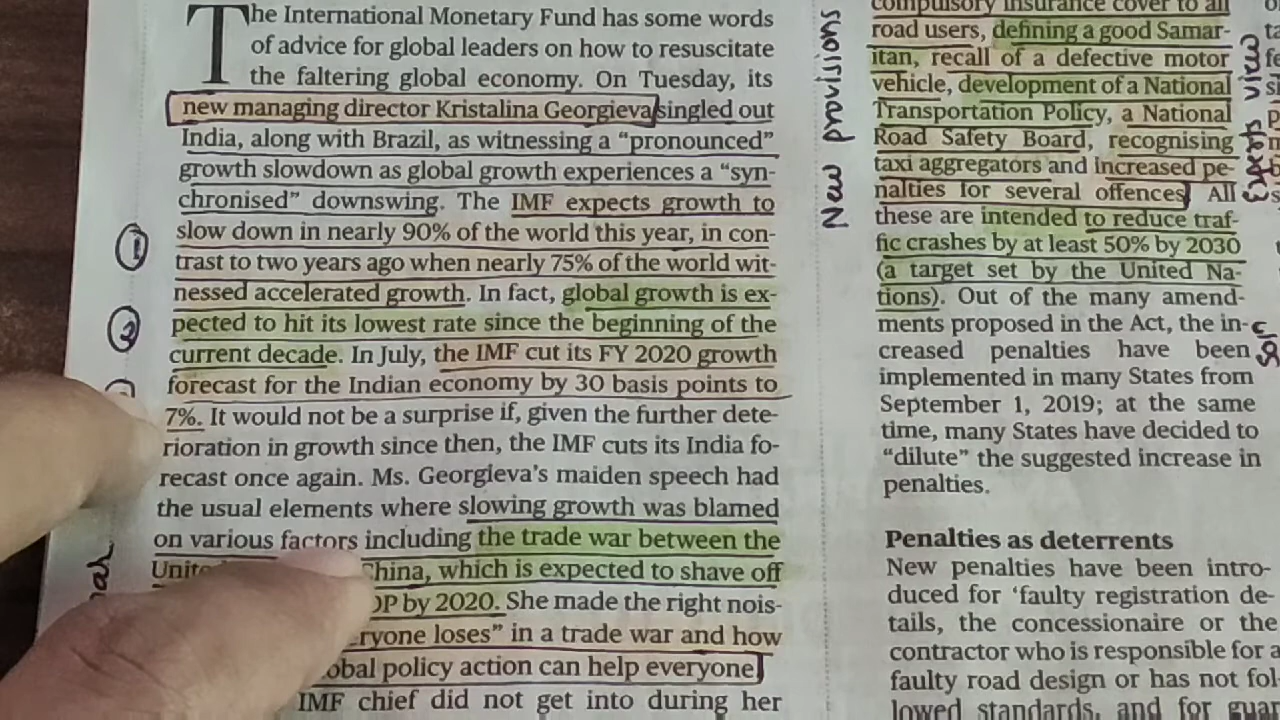 The International Monetary Fund has some words
of advice for global leaders on how to resuscitate
the faltering global economy. On Tuesday, its
new managing director Kristalina Georgieva singled out
India, along with Brazil, as witnessing a “pronounced”
growth slowdown as global growth experiences a “syn-
chronised” downswing. The IMF expects growth to
slow down in nearly 90% of the world this year, in con-
trast to two years ago when nearly 75% of the world wit-
nessed accelerated growth. In fact, global growth is ex-
pected to hit its lowest rate since the beginning of the
current decade. In July, the IMF cut its FY 2020 growth
forecast for the Indian economy by 30 basis points to
7%. It would not be a surprise if, given the further dete-
rioration in growth since then, the IMF cuts its India fo-
recast once again. Ms. Georgieva’s maiden speech had
the usual elements where slowing growth was blamed
on various factors including the trade war between the
China, which is expected to shave off
by 2020. She made the right nois-
loses” in a trade war and how
policy action can help everyone
IMF chief did not get into during her
1
2
New provisions
compulsory insurance cover to all
road users, defining a good Samar-
itan, recall of a defective motor
vehicle, development of a National
Transportation Policy, a National
Road Safety Board, recognising
taxi aggregators and increased pe-
nalties for several offences. All
these are intended to reduce traf-
fic crashes by at least 50% by 2030
(a target set by the United Na-
tions). Out of the many amend-
ments proposed in the Act, the in-
creased penalties have been
implemented in many States from
September 1, 2019; at the same
time, many States have decided to
“dilute” the suggested increase in
penalties.
Penalties as deterrents
New penalties have been intro-
duced for ‘faulty registration de-
tails, the concessionaire or the
contractor who is responsible for a
faulty road design or has not fol-
lowed standards, and for guar